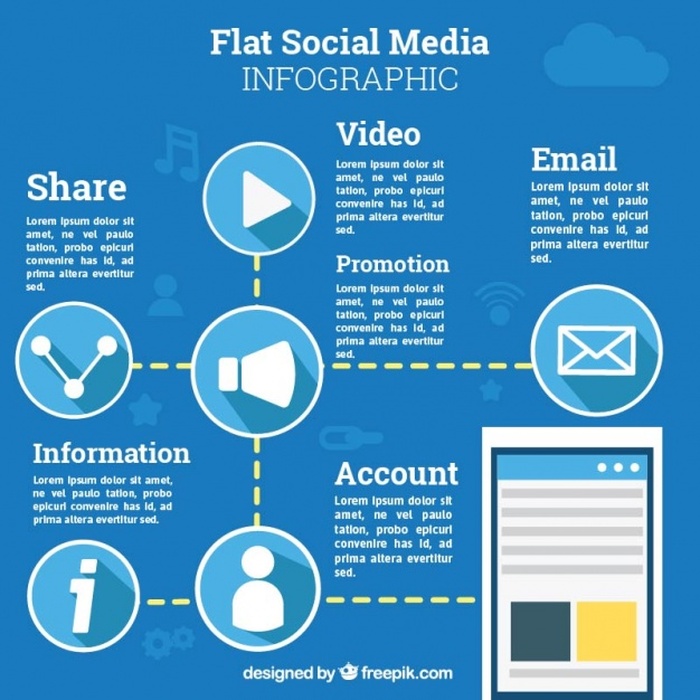 Flat Social Media
INFOGRAPHIC
Video
Lorem ipsum dolor sit
amet, ne vel paulo
tation, probo epicuri
convenire has id, ad
prima altera evertitur
sed.
Email
Lorem ipsum dolor sit
amet, ne vel paulo
tation, probo epicuri
convenire has id, ad
prima altera evertitur
sed.
Share
Lorem ipsum dolor sit
amet, ne vel paulo
tation, probo epicuri
convenire has id, ad
prima altera evertitur
sed.
Promotion
Lorem ipsum dolor sit
amet, ne vel paulo
tation, probo epicuri
convenire has id, ad
prima altera evertitur
sed.
Information
Lorem ipsum dolor sit amet,
ne vel paulo tation, probo
epicuri convenire has id, ad
prima altera evertitur sed.
Account
Lorem ipsum dolor sit
amet, ne vel paulo
tation, probo epicuri
convenire has id, ad
prima altera evertitur
sed.
i
designed by freepik.com